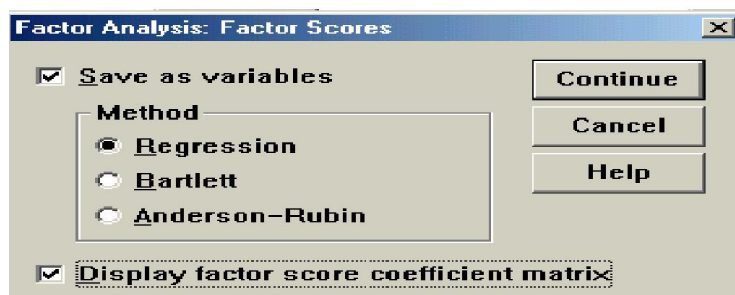 Factor Analysis: Factor Scores
Save as variables
Continue
Method
Cancel
Regression
Help
Bartlett
Anderson-Rubin
Display factor score coefficient matrix